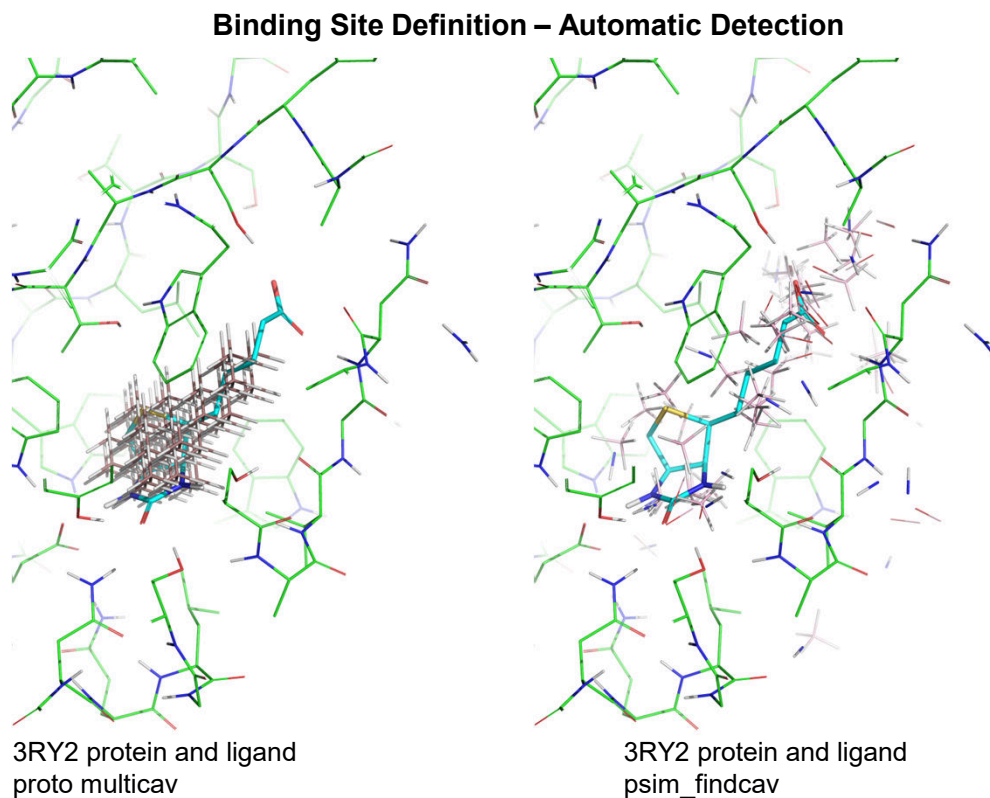 Binding Site Definition – Automatic Detection
3RY2 protein and ligand
proto multicav
3RY2 protein and ligand
psim_findcav